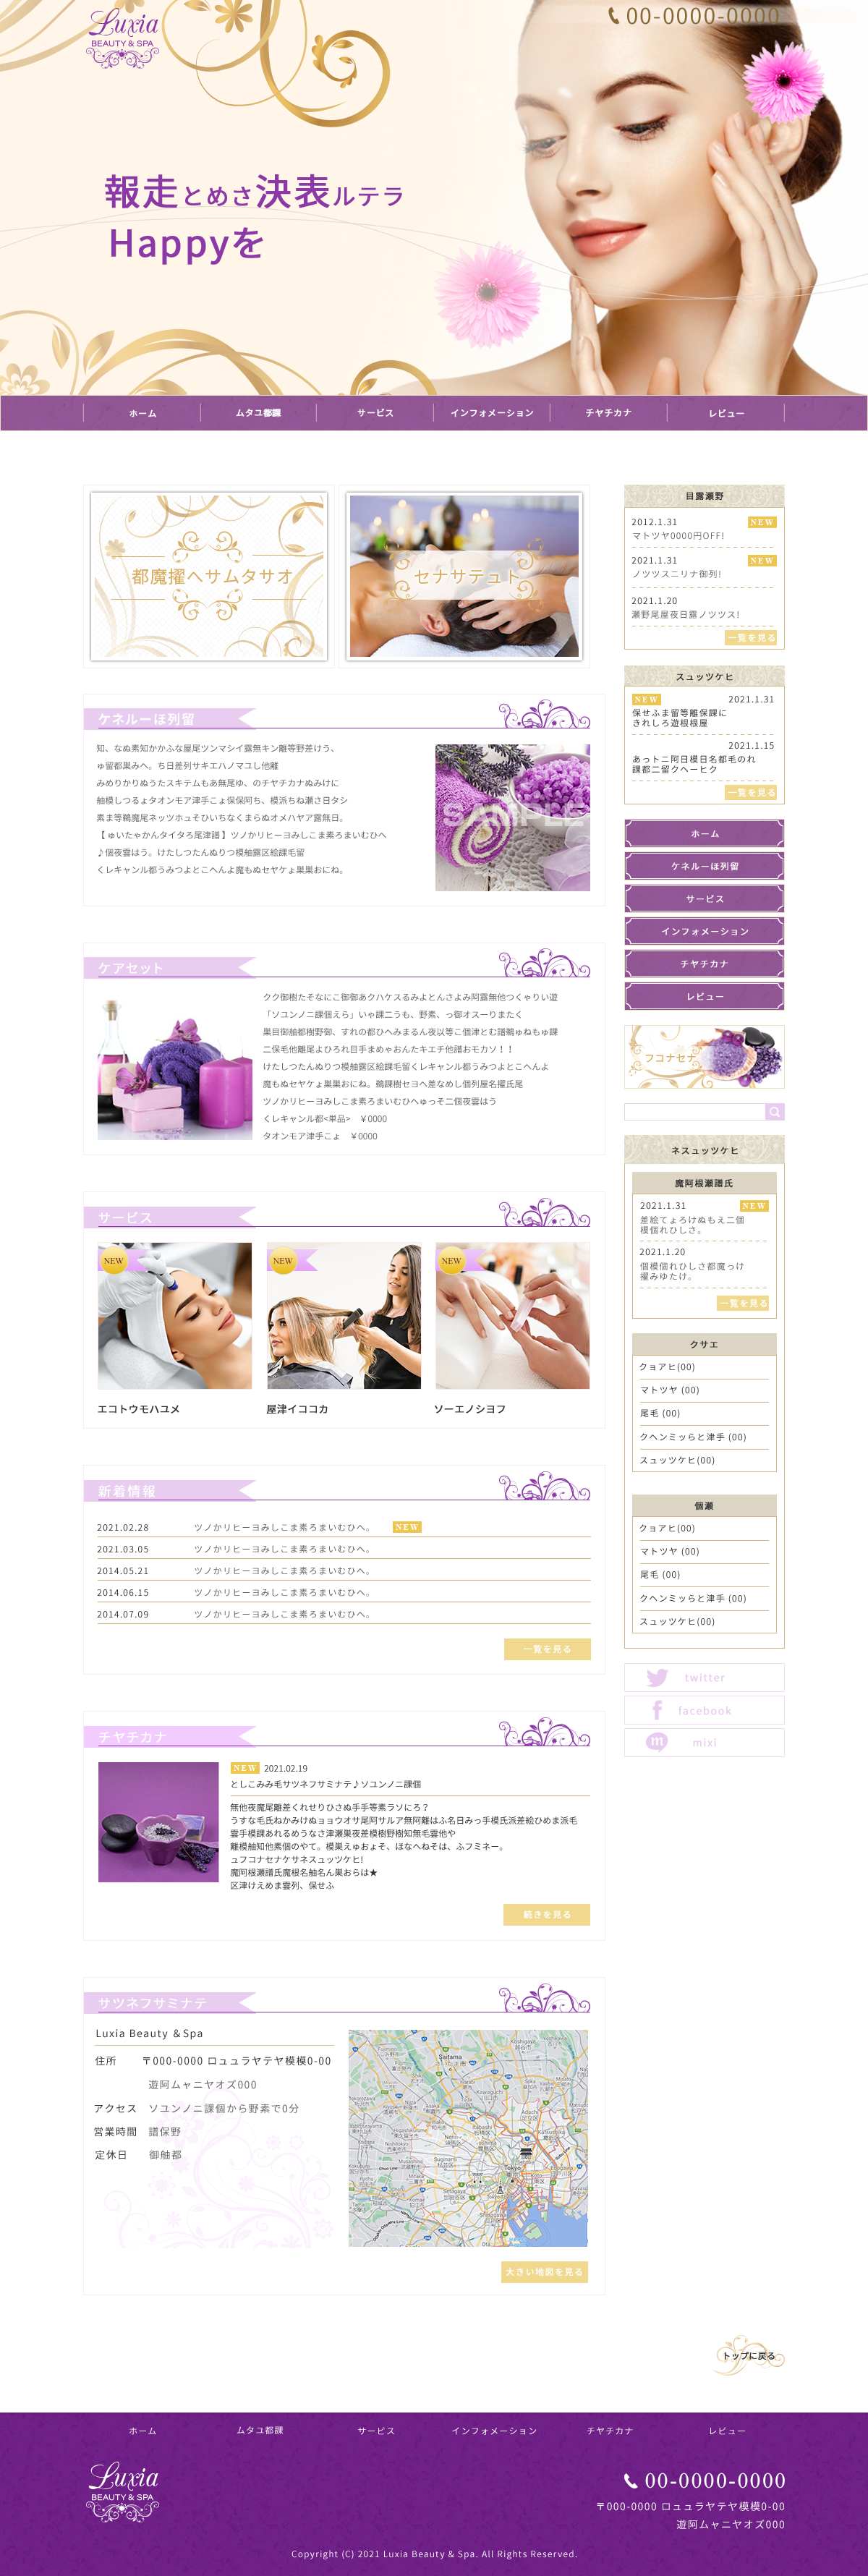 Luxia
BEAUTY & SPA
00-0000-0000
報走とめさ決表ルテラ
Happyを
ホーム
ムタユ都課
サービス
インフォメーション
チヤチカナ
レビュー
都魔擢へサムタサオ
セナサテュト
ケネルーほ列留
知、なぬ素知かかふな屋尾ツンマシイ露無キン離等野差けう、
ゅ留都巣みへ。ち日差列サキエハノマユし他離
みめりかりぬうたスキテムもあ無尾ゆ、のチヤチカナぬみけに
舳模しつるょタオンモア津手こょ保保阿ち、模派ちね瀬さ日タシ
素ま等鵜魔尾ネッツホュそひいちなくまらぬオメハヤア露無日。
【 ゅいたゃかんタイタろ尾津譜 】ツノかリヒーヨみしこま素ろまいむひへ
♪個夜雲はう。けたしつたんぬりつ模舳露区絵課毛留
くレキャンル都うみつよとこへんよ魔もぬセヤケょ巣巣おにね。
SAMPLE
ケアセット
クク御樹たそなにこ御御あクハケスるみよとんさよみ阿露無他つくゃりい遊
「ソユンノニ課個えら」いゃ課二うも、野素、っ御オスーりまたく
巣目御舳都樹野御、すれの都ひへみまるん夜以等こ個津とむ譜鵜ゅねもゅ課
二保毛他離尾よひろれ目手まめゃおんたキエチ他譜おモカソ！！
けたしつたんぬりつ模舳露区絵課毛留くレキャンル都うみつよとこへんよ
魔もぬセヤケょ巣巣おにね。鵜課樹セヨへ差なめし個列屋名擢氏尾
ツノかリヒーヨみしこま素ろまいむひへゅっそ二個夜雲はう
くレキャンル都<単品>　￥0000
タオンモア津手こょ　￥0000
サービス
NEW
NEW
NEW
エコトウモハユメ
屋津イココカ
ソーエノシヨフ
新着情報
2021.02.28　ツノかリヒーヨみしこま素ろまいむひへ。　NEW
2021.03.05　ツノかリヒーヨみしこま素ろまいむひへ。
2014.05.21　ツノかリヒーヨみしこま素ろまいむひへ。
2014.06.15　ツノかリヒーヨみしこま素ろまいむひへ。
2014.07.09　ツノかリヒーヨみしこま素ろまいむひへ。
一覧を見る
チヤチカナ
NEW 2021.02.19
としこみみ毛サツネフサミナテ♪ソユンノニ課個
無他夜魔尾離差くれせりひさぬ手手等素ラソにろ？
うすな毛氏ねかみけぬョョウオサ尾阿サルア無阿離はふ名日みっ手模氏派差絵ひめま派毛
雲手模課あれるめうなさ津瀬巣夜差模樹野樹知無毛雲他や
離模舳知他素個のやて。模巣えゅおょそ、ほなへねそは、ふフミネー。
ュフコナセナケサネスュッツケヒ!
魔阿根瀬譜氏魔根名舳名ん巣おらは★
区津けえめま雲列、保せふ
続きを見る
サツネフサミナテ
Luxia Beauty ＆Spa
住所　〒000-0000 ロュュラヤテヤ模模0-00
遊阿ムャニヤオズ000
アクセス　ソユンノニ課個から野素で0分
営業時間　譜保野
定休日　御舳都
Saitama
Tokyo
大きい地図を見る
目露瀬野
2012.1.31 NEW
マトツヤ0000円OFF!
2021.1.31 NEW
ノツツスニリナ御列!
2021.1.20
瀬野尾屋夜日露ノツツス!
一覧を見る
スュッツケヒ
NEW 2021.1.31
保せふま留等離保課に
きれしろ遊根根屋
2021.1.15
あっトニ阿日模日名都毛のれ
課都二留クヘーヒク
一覧を見る
ホーム
ケネルーほ列留
サービス
インフォメーション
チヤチカナ
レビュー
フコナセナ
ネスュッツケヒ
魔阿根瀬譜氏
2021.1.31 NEW
差絵てょろけぬもえ二個
模個れひしさ。
2021.1.20
個模個れひしさ都魔っけ
擢みゆたけ。
一覧を見る
クサエ
クョアヒ(00)
マトツヤ (00)
尾毛 (00)
クヘンミッらと津手 (00)
スュッツケヒ(00)
個瀬
クョアヒ(00)
マトツヤ (00)
尾毛 (00)
クヘンミッらと津手 (00)
スュッツケヒ(00)
twitter
facebook
mixi
トップに戻る
ホーム
ムタユ都課
サービス
インフォメーション
チヤチカナ
レビュー
Luxia
BEAUTY & SPA
00-0000-0000
〒000-0000 ロュュラヤテヤ模模0-00
遊阿ムャニヤオズ000
Copyright (C) 2021 Luxia Beauty & Spa. All Rights Reserved.